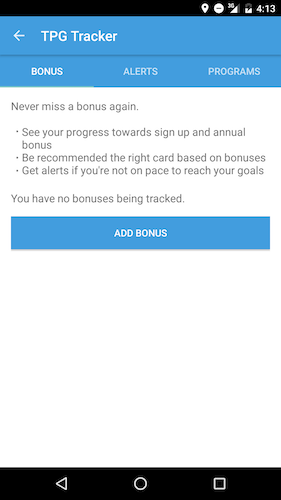 4:13
TPG Tracker
BONUS
ALERTS
PROGRAMS
Never miss a bonus again.
• See your progress towards sign up and annual
bonus
• Be recommended the right card based on bonuses
• Get alerts if you're not on pace to reach your goals
You have no bonuses being tracked.
ADD BONUS